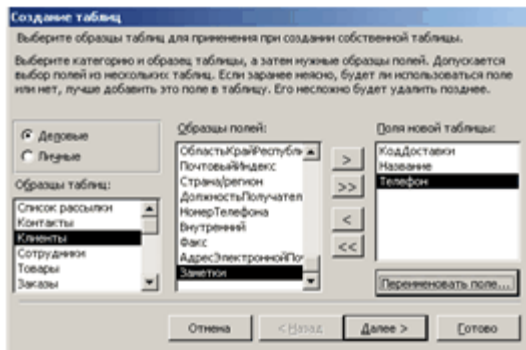 Создание таблиц
Выберите образцы таблиц для применения при создании собственной таблицы.
Выберите категорию и образец таблицы, а затем нужные образцы полей. Допускается
выбор полей из нескольких таблиц. Если заранее неясно, будет ли использоваться поле
или нет, лучше добавить это поле в таблицу. Его несложно будет удалить позднее.
Деловые
Личные
Образцы таблиц:
Список рассылки
Контакты
Клиенты
Сотрудники
Товары
Заказы
Образцы полей:
ОбластьКрайРеспублик
ПочтовыйИндекс
Страна/регион
ДолжностьПолучател
НомерТелефона
Внутренний
Факс
АдресЭлектроннойПоч
Заметки
>
>>
<
<<
Поля новой таблицы:
КодДоставки
Название
Телефон
Переименовать поле...
Отмена
< Назад
Далее >
Готово